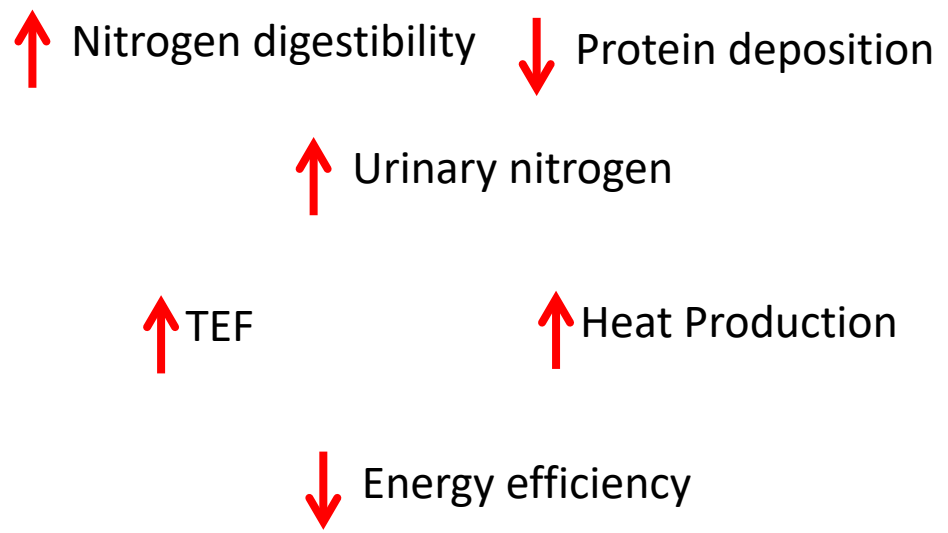 Nitrogen digestibility
Protein deposition
Urinary nitrogen
TEF
Heat Production
Energy efficiency